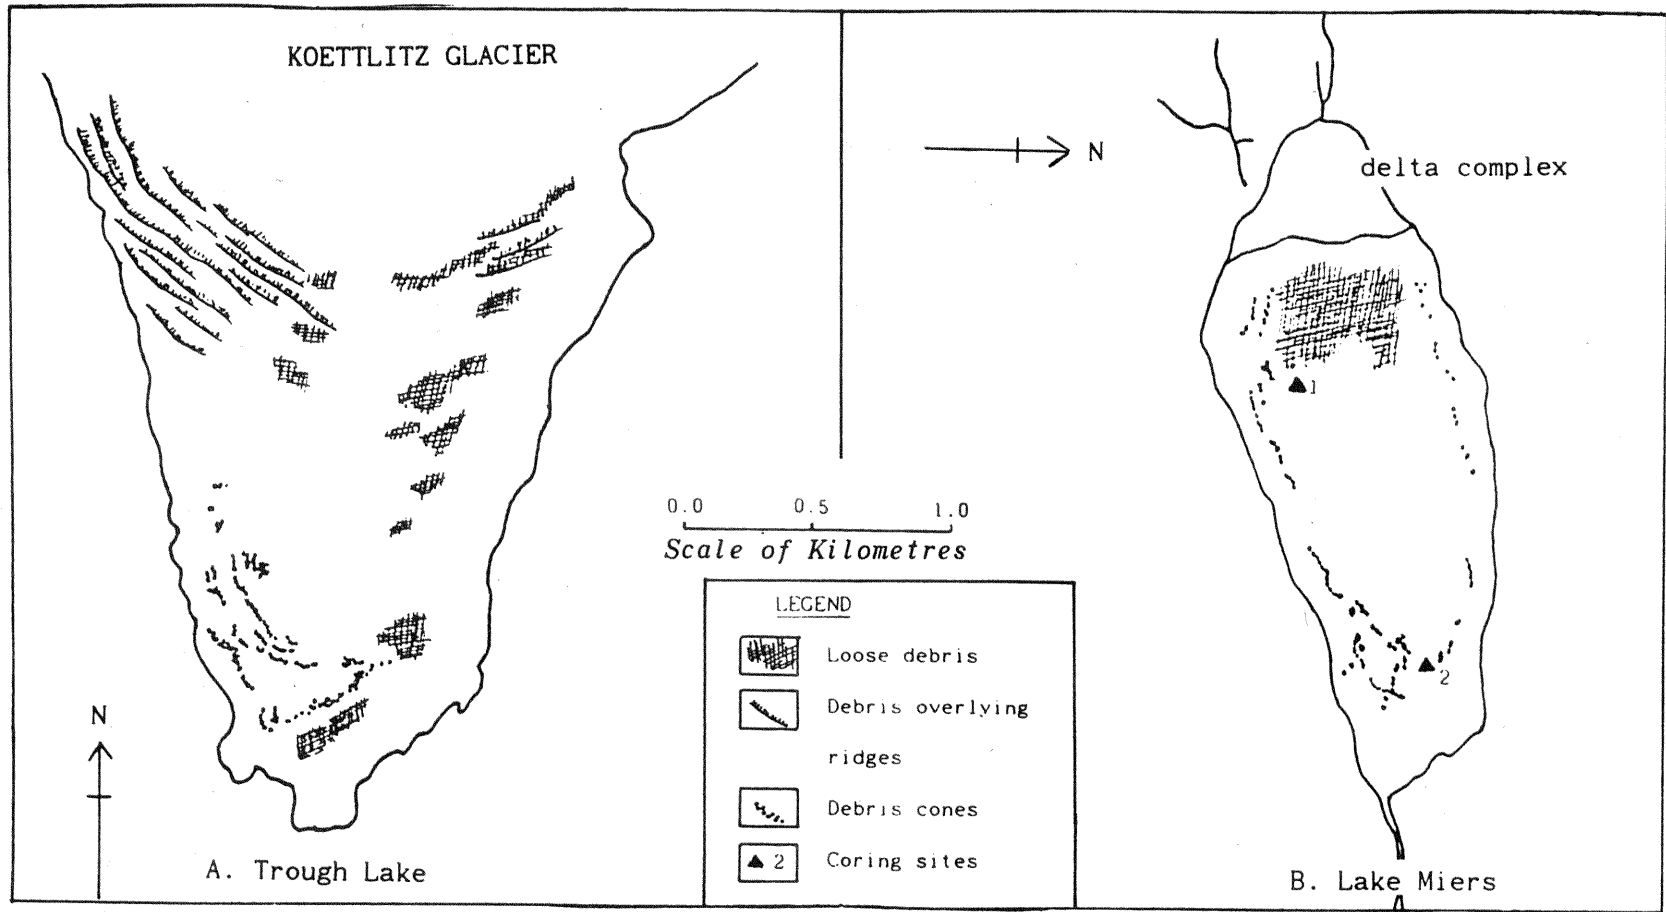 KOETTLITZ GLACIER
N
delta complex
1
0.0 0.5 1.0
Scale of Kilometres
LEGEND
Loose debris
Debris overlying
ridges
Debris cones
2 Coring sites
2
N
A. Trough Lake
B. Lake Miers